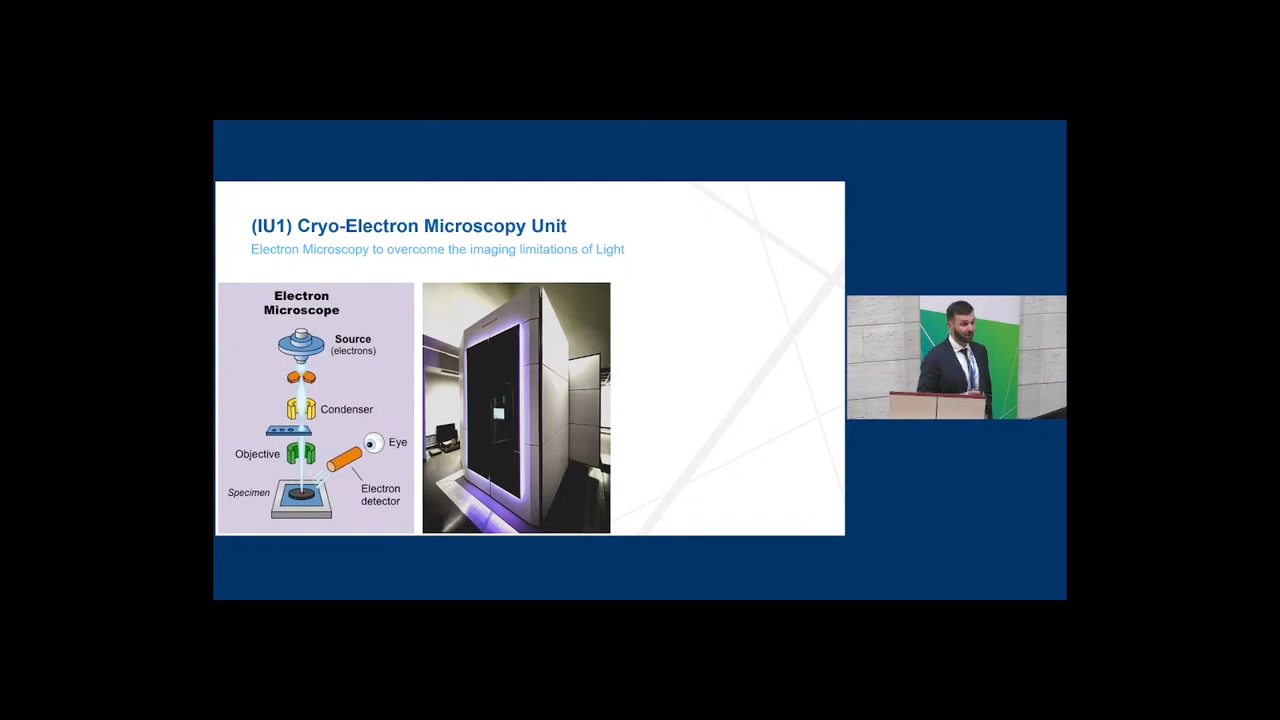 (IU1) Cryo-Electron Microscopy Unit
Electron Microscopy to overcome the imaging limitations of Light
Electron
Microscope
Source
(electrons)
Condenser
Eye
Objective
Specimen
Electron
detector